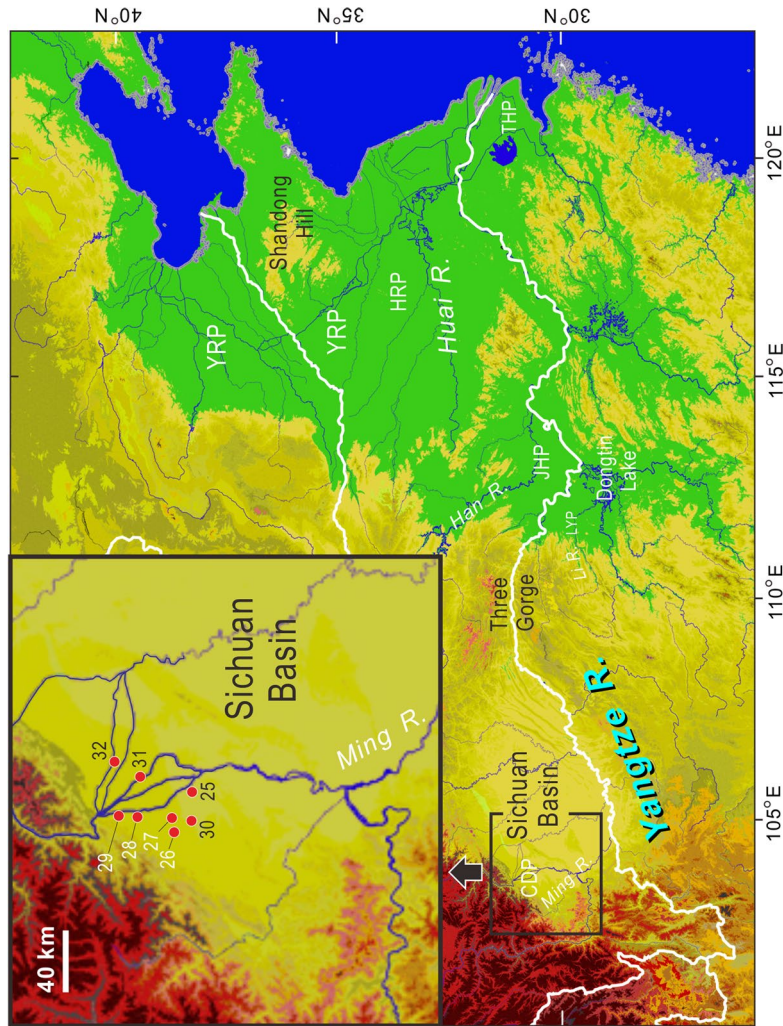 40 km
29
28
27
26
30
25
31
32
Sichuan
Basin
Ming R.
YRP
Shandong
Hill
YRP
HRP
Huai R.
THP
Han R.
JHP
Three
Gorge
Li R.
LYP
Dongtin
Lake
Sichuan
Basin
CDP
Ming R.
Yangtze R.
40°N
35°N
30°N
105°E
110°E
115°E
120°E